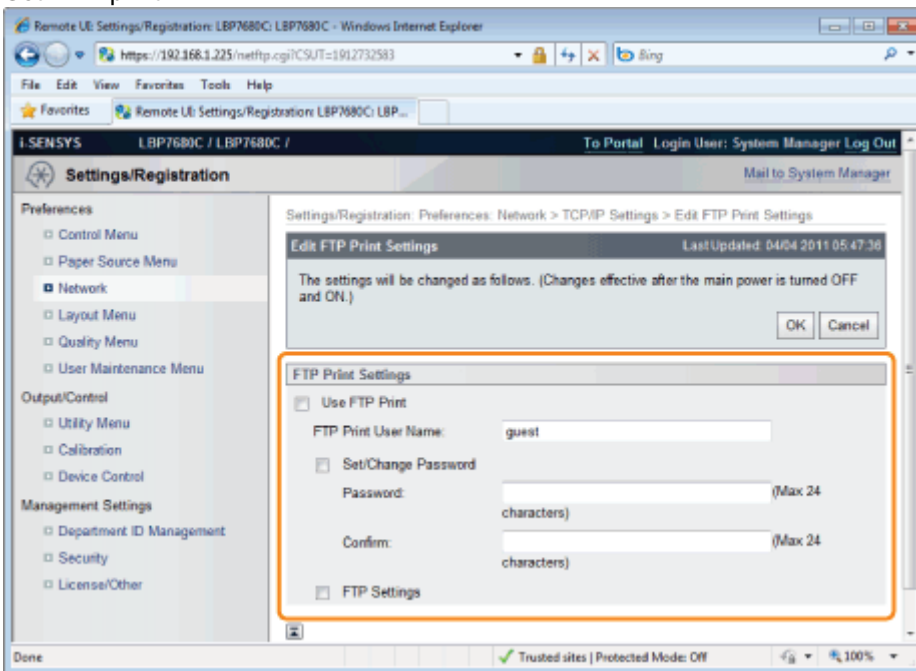 Remote UI: Settings/Registration: LBP7680C: LBP7680C - Windows Internet Explorer
https://192.168.1.225/netftp.cgi?CSUT=1912732583
Bing
File Edit View Favorites Tools Help
Favorites
Remote UI: Settings/Registration: LBP7680C: LBP...
i-SENSYS LBP7680C / LBP7680C /
To Portal Login User: System Manager Log Out
Settings/Registration
Mail to System Manager
Preferences
Control Menu
Paper Source Menu
Network
Layout Menu
Quality Menu
User Maintenance Menu
Output/Control
Utility Menu
Calibration
Device Control
Management Settings
Department ID Management
Security
License/Other
Settings/Registration: Preferences: Network > TCP/IP Settings > Edit FTP Print Settings
Edit FTP Print Settings
Last Updated: 04/04 2011 05:47:36
The settings will be changed as follows. (Changes effective after the main power is turned OFF
and ON.)
OK Cancel
FTP Print Settings
Use FTP Print
FTP Print User Name: guest
Set/Change Password
Password: (Max 24
characters)
Confirm: (Max 24
characters)
FTP Settings
Done
Trusted sites | Protected Mode: Off
100%